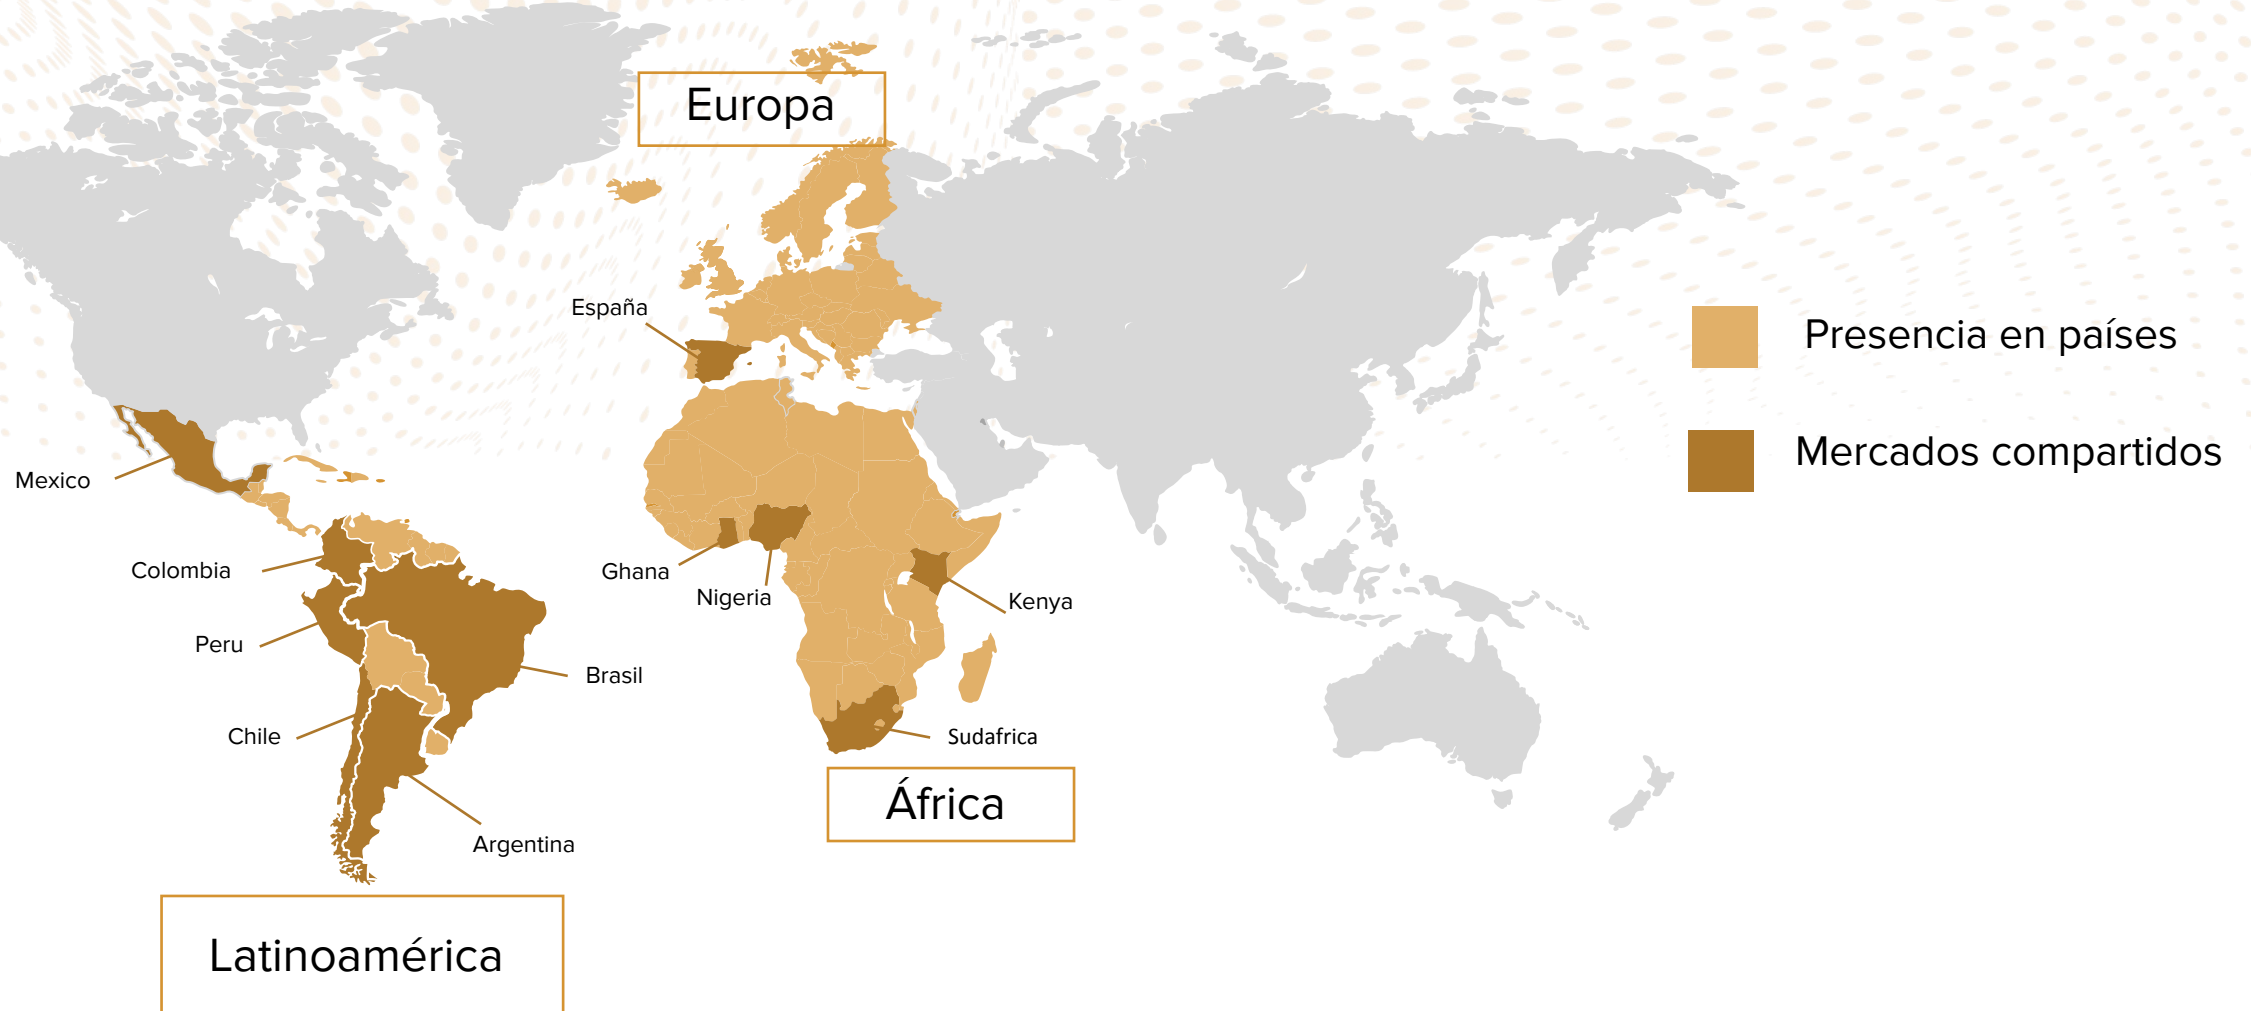 Europa
España
Presencia en países
Mercados compartidos
Mexico
Colombia
Ghana
Nigeria
Kenya
Peru
Brasil
Chile
Sudafrica
África
Argentina
Latinoamérica